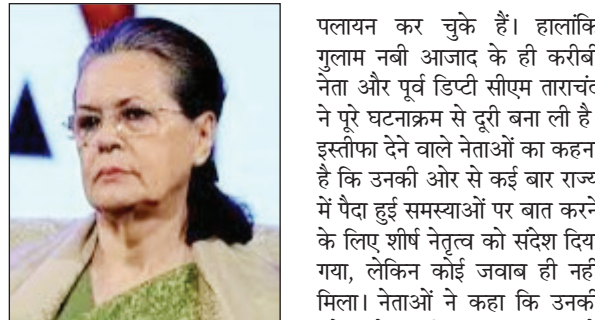 पलायन कर चुके हैं। हालांकि
गुलाम नबी आजाद के ही करीबी
नेता और पूर्व डिप्टी सीएम ताराचंद
ने पूरे घटनाक्रम से दूरी बना ली है
इस्तीफा देने वाले नेताओं का कहना
है कि उनकी ओर से कई बार राज्य
में पैदा हुई समस्याओं पर बात करने
के लिए शीर्ष नेतृत्व को संदेश दिया
गया, लेकिन कोई जवाब ही नहीं
मिला। नेताओं ने कहा कि उनकी